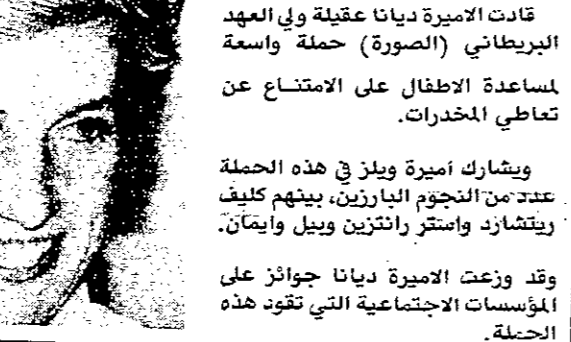 قادت الاميرة ديانا عقيلة ولي العهد
البريطاني (الصورة) حملة واسعة
لمساعدة الاطفال على الامتنــاع عن
تعاطي المخدرات.
ويشارك أميرة ويلز في هذه الحملة
عدد من النجوم البارزين، بينهم كليف
ريتشارد واستر رانتزين وبيل وايمان.
وقد وزعت الاميرة ديانا جوائز على
المؤسسات الاجتماعية التي تقود هذه
الحملة.